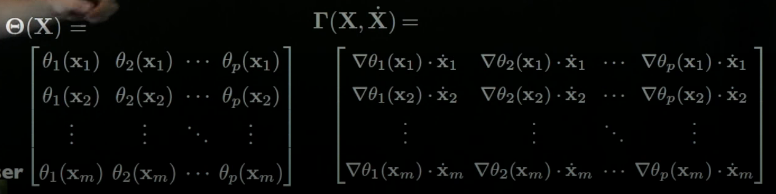 Θ(X) =
θ₁(x₁) θ₂(x₁) ⋯ θₚ(x₁)
θ₁(x₂) θ₂(x₂) ⋯ θₚ(x₂)
⋮ ⋮ ⋱ ⋮
θ₁(xₘ) θ₂(xₘ) ⋯ θₚ(xₘ)
Γ(X, Ẋ) =
∇θ₁(x₁) · ẋ₁ ∇θ₂(x₁) · ẋ₁ ⋯ ∇θₚ(x₁) · ẋ₁
∇θ₁(x₂) · ẋ₂ ∇θ₂(x₂) · ẋ₂ ⋯ ∇θₚ(x₂) · ẋ₂
⋮ ⋮ ⋱ ⋮
∇θ₁(xₘ) · ẋₘ ∇θ₂(xₘ) · ẋₘ ⋯ ∇θₚ(xₘ) · ẋₘ
ser